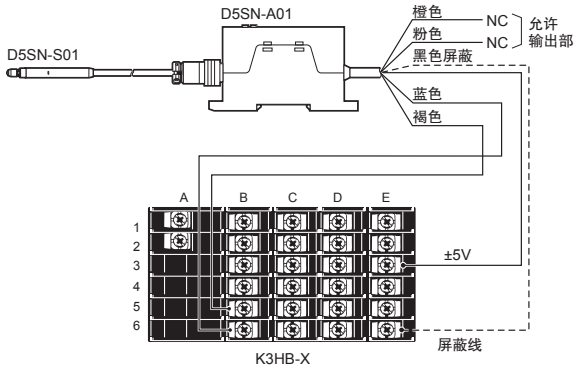 D5SN-A01
D5SN-S01
橙色
NC
允许
输出部
粉色
NC
黑色屏蔽
蓝色
褐色
A B C D E
1
2
3
4
5
6
±5V
屏蔽线
K3HB-X